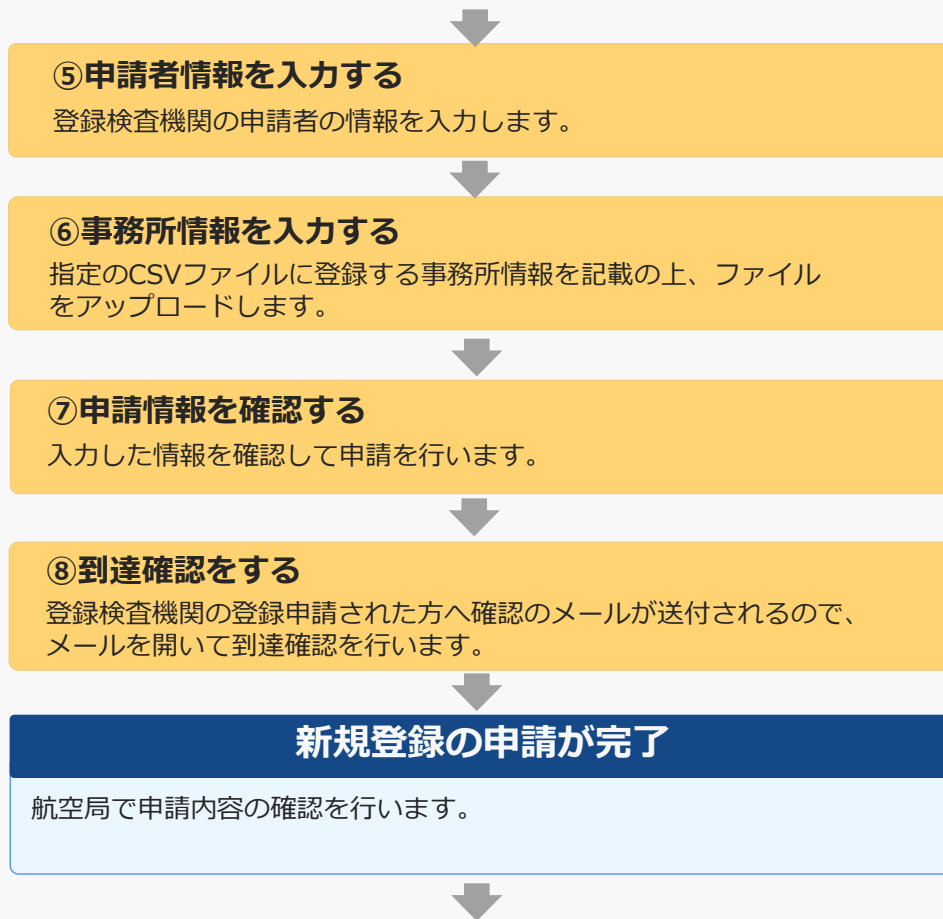 ⑤申請者情報を入力する
登録検査機関の申請者の情報を入力します。
⑥事務所情報を入力する
指定のCSVファイルに登録する事務所情報を記載の上、ファイル
をアップロードします。
⑦申請情報を確認する
入力した情報を確認して申請を行います。
⑧到達確認をする
登録検査機関の登録申請された方へ確認のメールが送付されるので、
メールを開いて到達確認を行います。
新規登録の申請が完了
航空局で申請内容の確認を行います。